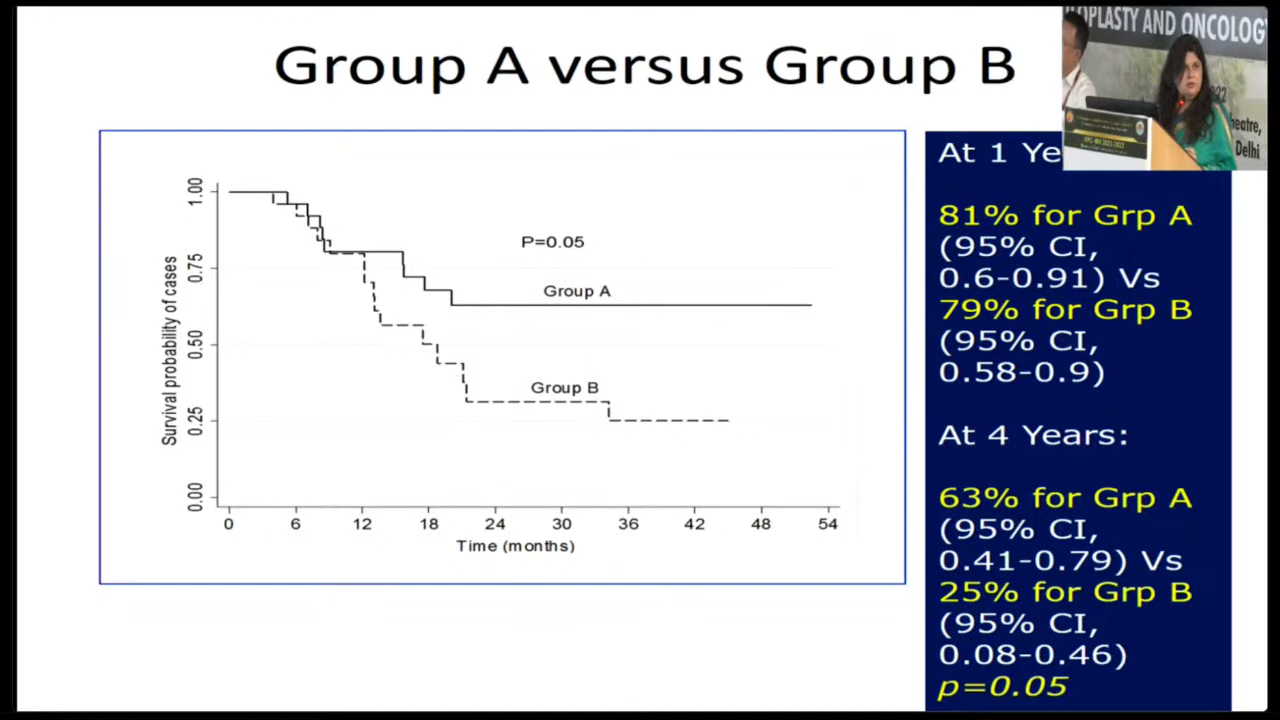 Group A versus Group B
OPLASTY AND ONCOLOGY
2022
heatre,
Delhi
At 1 Ye
81% for Grp A
(95% CI,
0.6-0.91) Vs
79% for Grp B
(95% CI,
0.58-0.9)
At 4 Years:
63% for Grp A
(95% CI,
0.41-0.79) Vs
25% for Grp B
(95% CI,
0.08-0.46)
p=0.05
Survival probability of cases
1.00
0.75
0.50
0.25
0.00
P=0.05
Group A
Group B
0 6 12 18 24 30 36 42 48 54
Time (months)